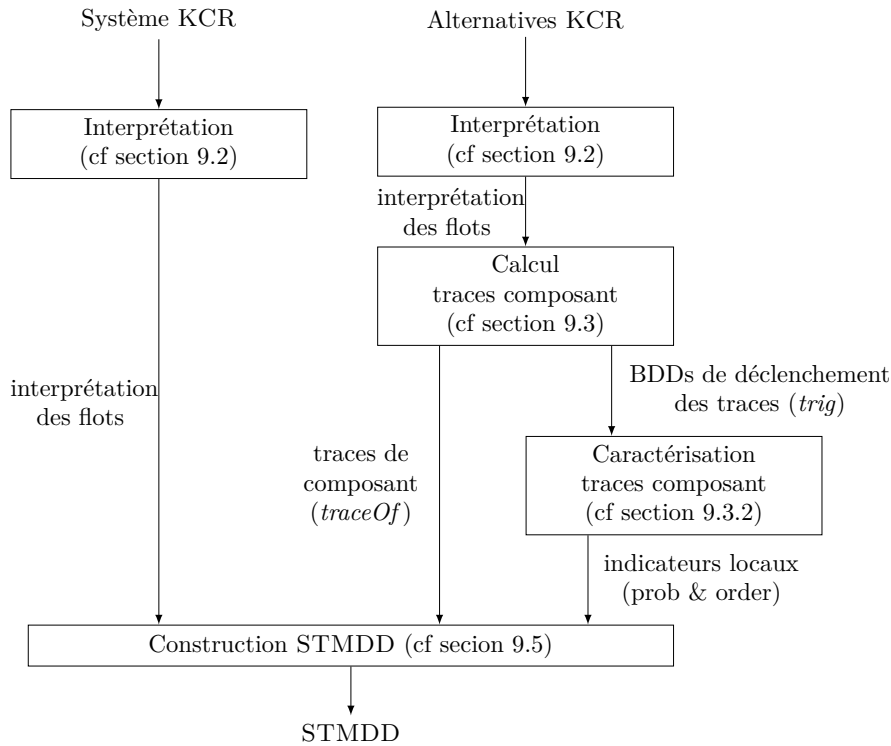 Système KCR
Alternatives KCR
Interprétation
(cf section 9.2)
Interprétation
(cf section 9.2)
interprétation
des flots
Calcul
traces composant
(cf section 9.3)
interprétation
des flots
BDDs de déclenchement
des traces (trig)
traces de
composant
(traceOf)
Caractérisation
traces composant
(cf section 9.3.2)
indicateurs locaux
(prob & order)
Construction STMDD (cf secion 9.5)
STMDD